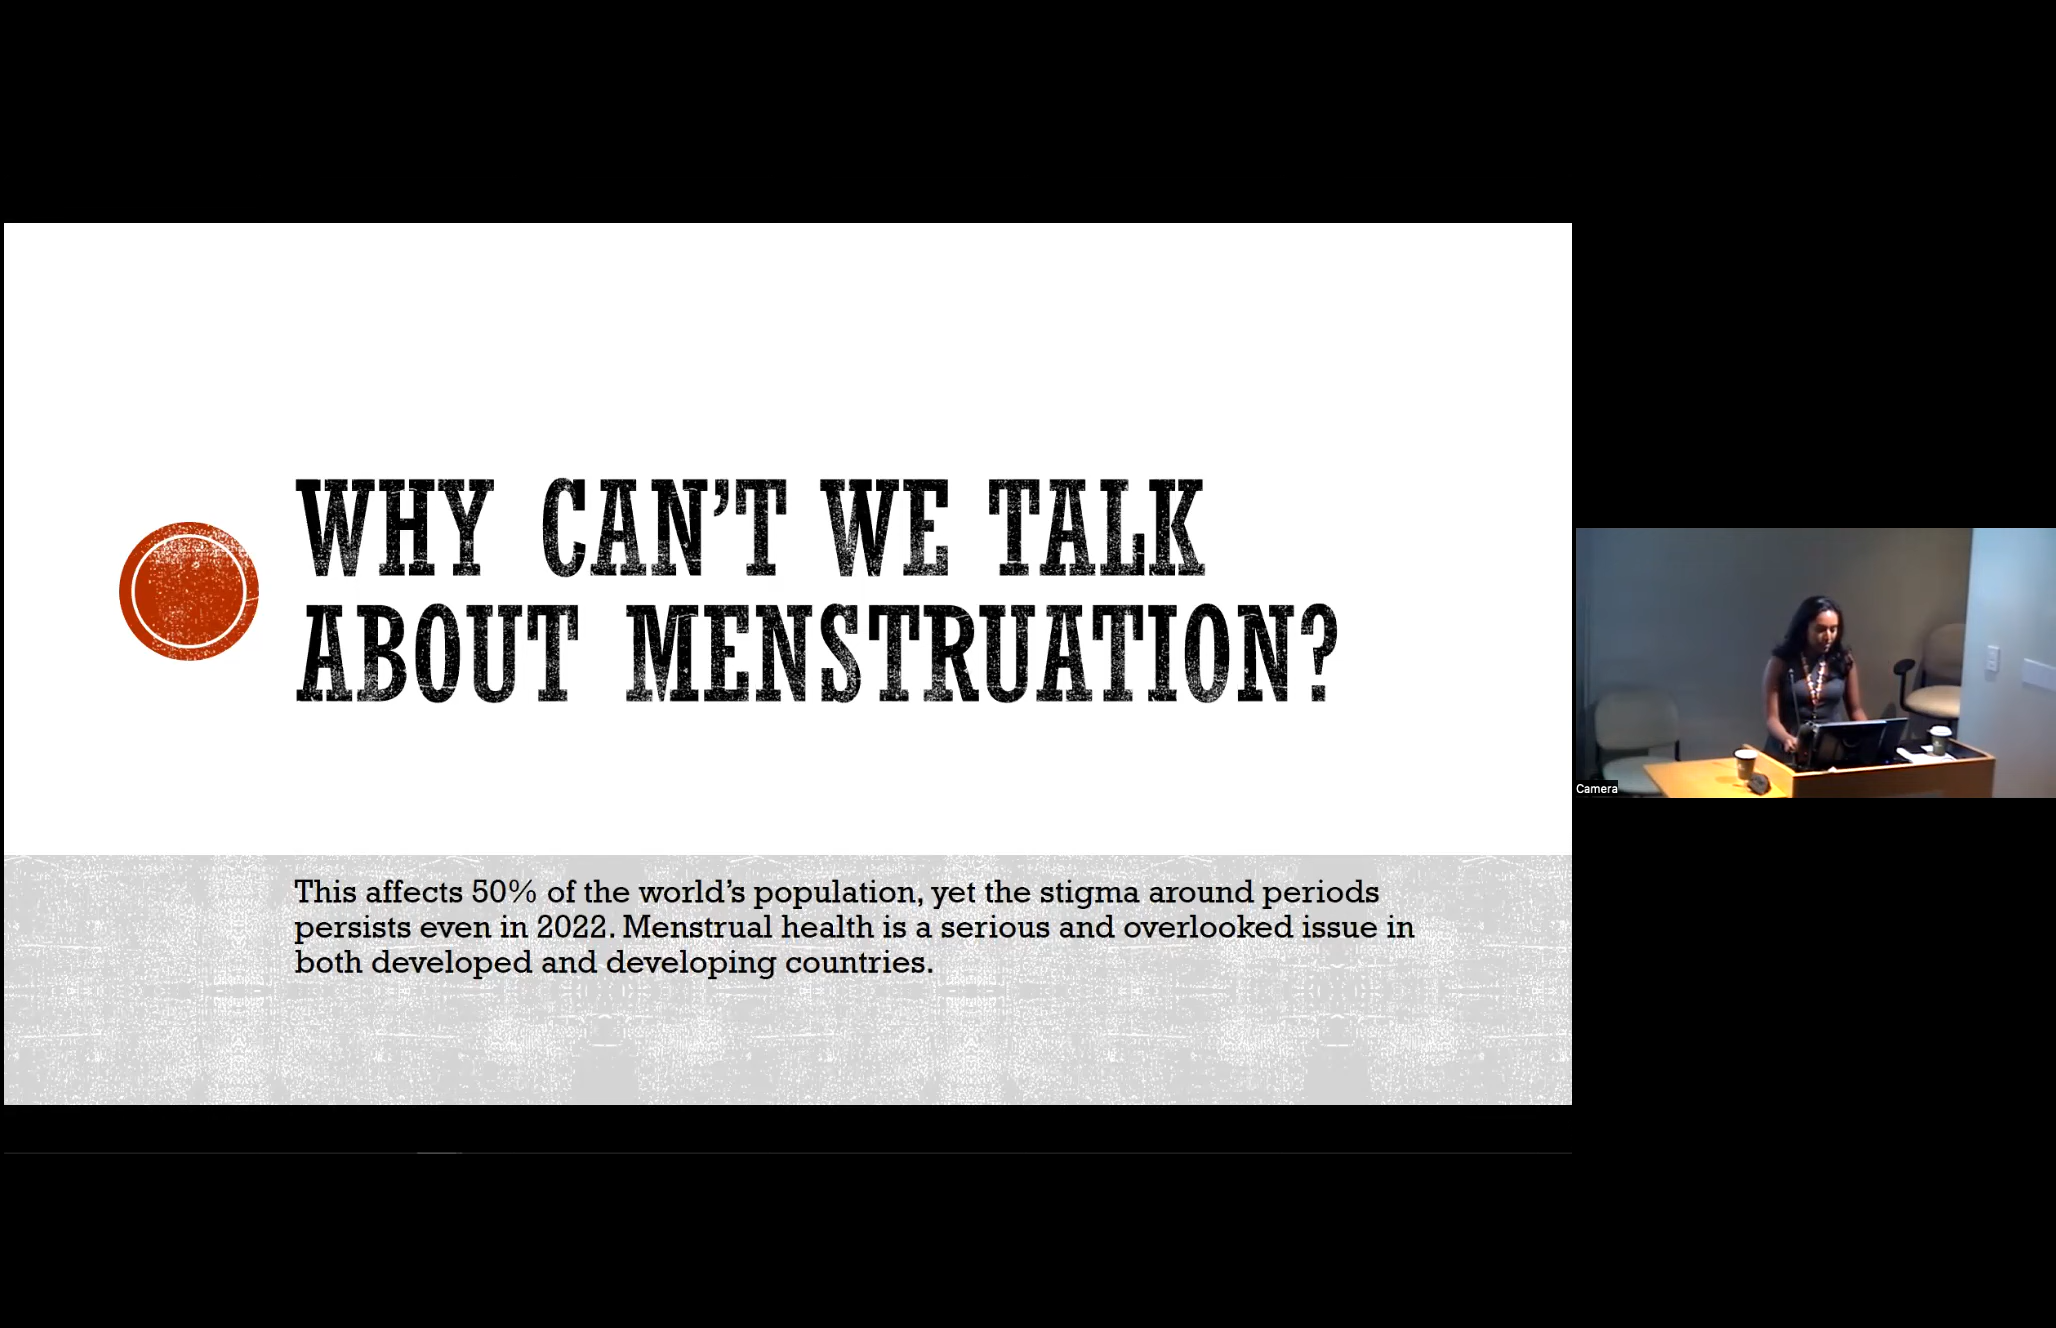 WHY CAN’T WE TALK
ABOUT MENSTRUATION?
This affects 50% of the world’s population, yet the stigma around periods
persists even in 2022. Menstrual health is a serious and overlooked issue in
both developed and developing countries.
Camera